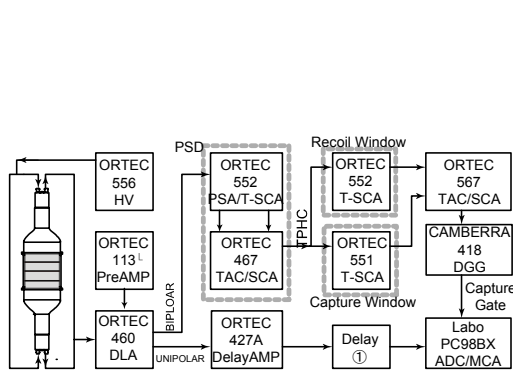 PSD
Recoil Window
ORTEC
556
HV
ORTEC
552
PSA/T-SCA
ORTEC
552
T-SCA
ORTEC
567
TAC/SCA
ORTEC
113L
PreAMP
ORTEC
467
TAC/SCA
TPHC
ORTEC
551
T-SCA
CAMBERRA
418
DGG
Capture Window
Capture
Gate
ORTEC
460
DLA
BIPLOAR
UNIPOLAR
ORTEC
427A
DelayAMP
Delay
①
Labo
PC98BX
ADC/MCA